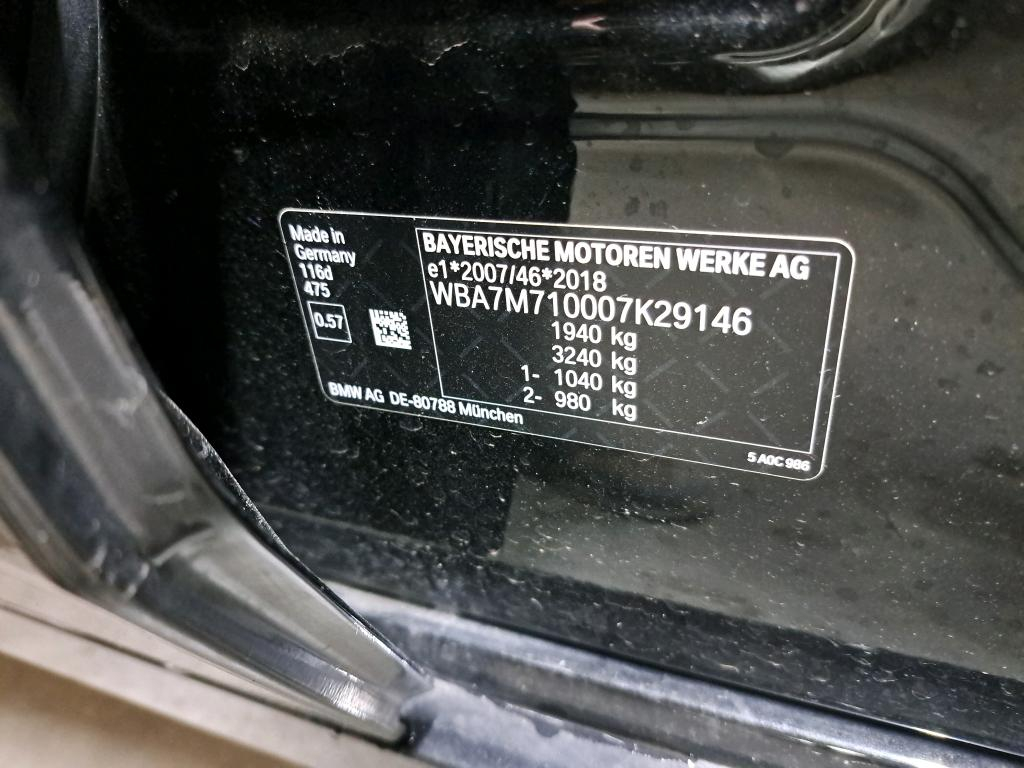 Made in
Germany
116d
475
0.57
BMW AG DE-80788 München
BAYERISCHE MOTOREN WERKE AG
e1*2007/46*2018
WBA7M710007K29146
1940 kg
3240 kg
1- 1040 kg
2- 980 kg
5 A0C 986